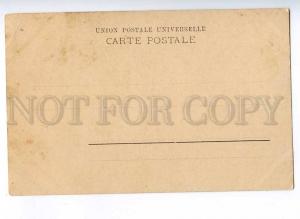 UNION POSTALE UNIVERSELLE
CARTE POSTALE
NOT FOR COPY